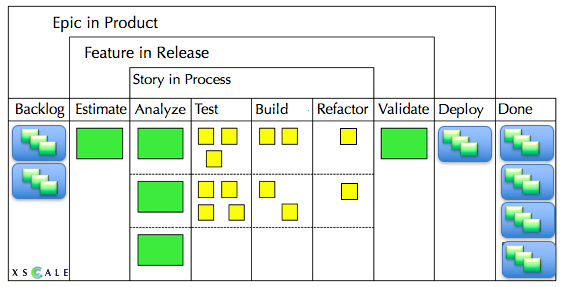 Epic in Product
Feature in Release
Story in Process
Backlog Estimate Analyze Test Build Refactor Validate Deploy Done
XSCALE